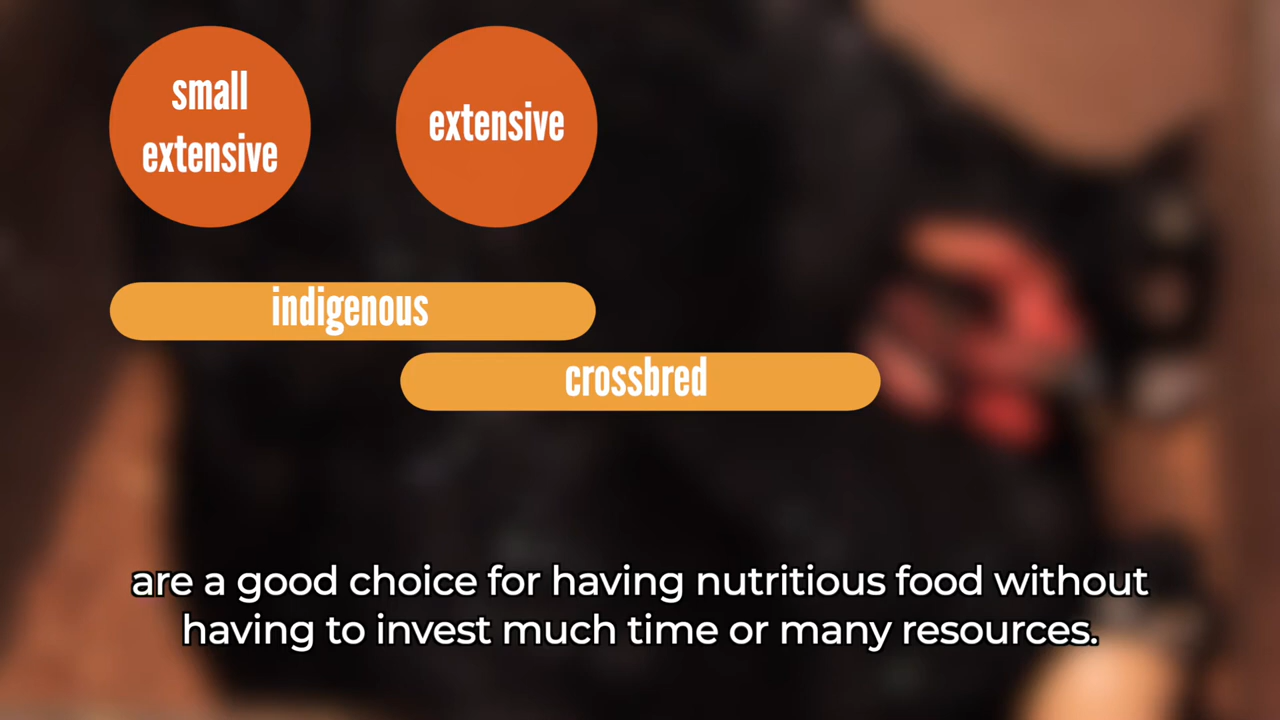 small
extensive
extensive
indigenous
crossbred
are a good choice for having nutritious food without
having to invest much time or many resources.